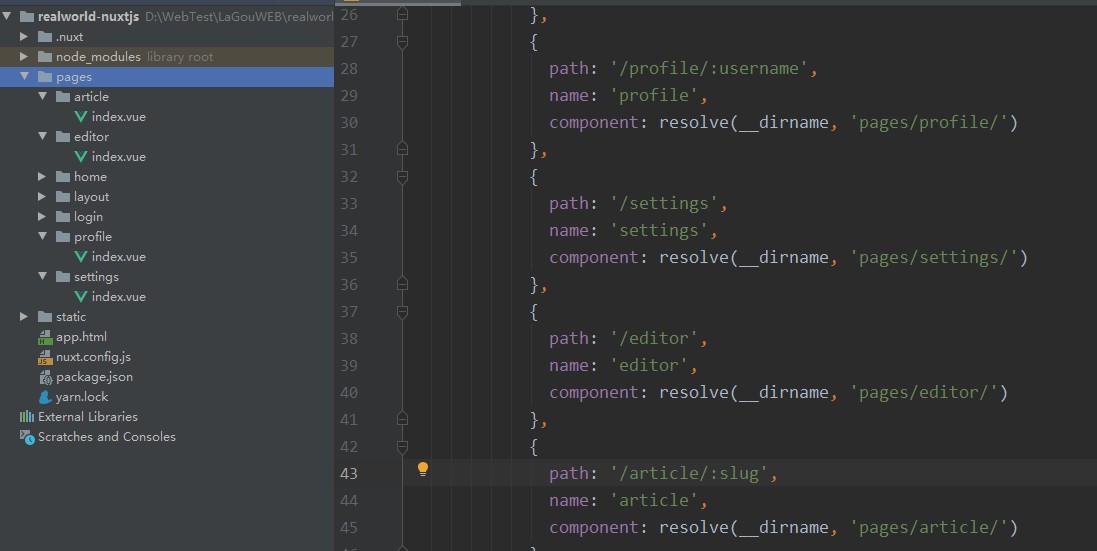 realworld-nuxtjs D:\WebTest\LaGouWEB\realworl
.nuxt
node_modules library root
pages
article
index.vue
editor
index.vue
home
layout
login
profile
index.vue
settings
index.vue
static
app.html
nuxt.config.js
package.json
yarn.lock
External Libraries
Scratches and Consoles
26 },
27 {
28 path: '/profile/:username',
29 name: 'profile',
30 component: resolve(__dirname, 'pages/profile/')
31 },
32 {
33 path: '/settings',
34 name: 'settings',
35 component: resolve(__dirname, 'pages/settings/')
36 },
37 {
38 path: '/editor',
39 name: 'editor',
40 component: resolve(__dirname, 'pages/editor/')
41 },
42 {
43 path: '/article/:slug',
44 name: 'article',
45 component: resolve(__dirname, 'pages/article/')